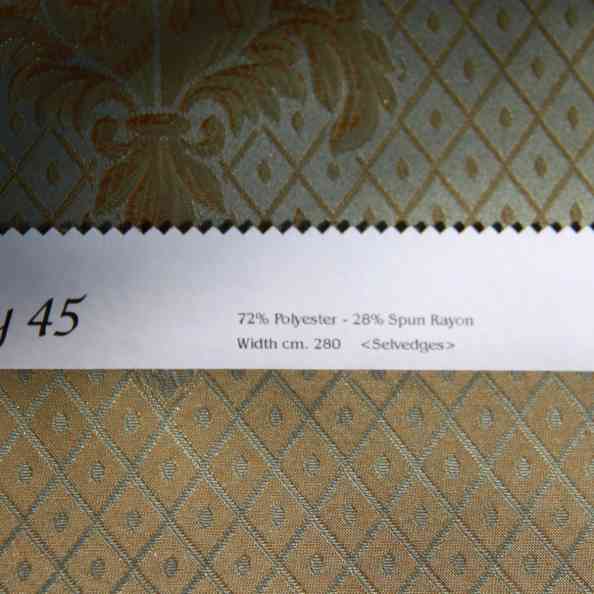 y 45
72% Polyester - 28% Spun Rayon
Width cm. 280 <Selvedges>